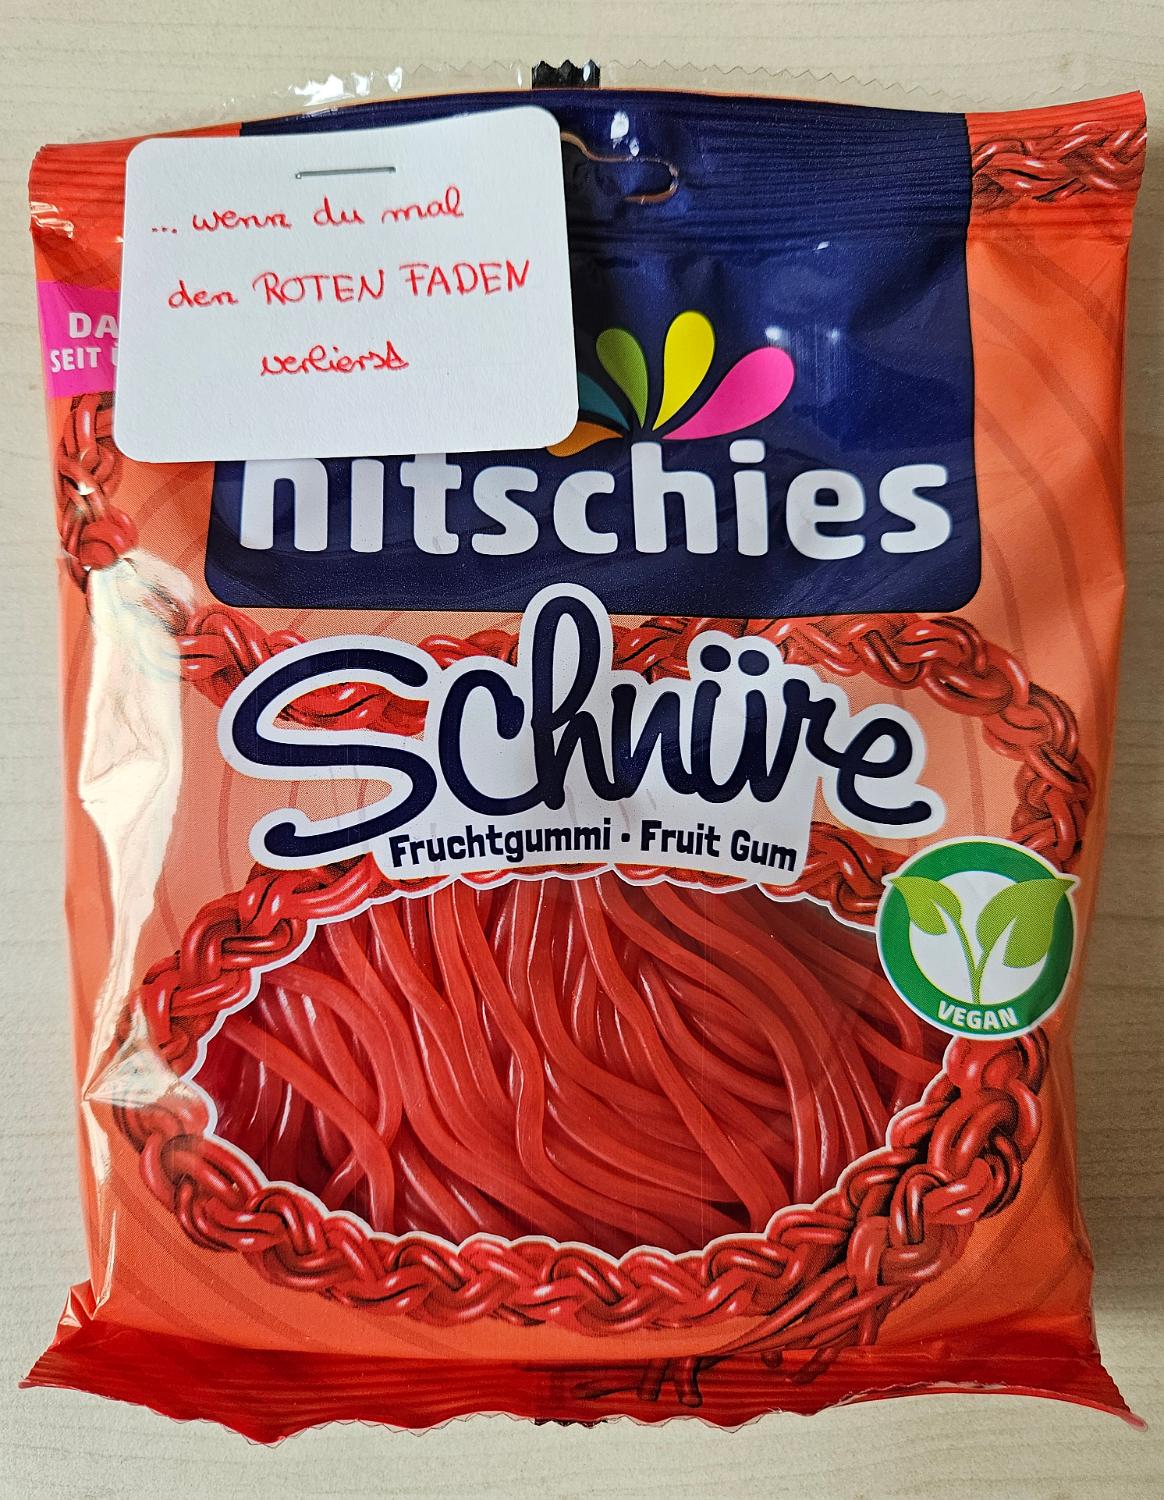 ... wenn du mal
den ROTEN FADEN
verlierst
DA
SEIT
nitschies
Schnüre
Fruchtgummi • Fruit Gum
VEGAN